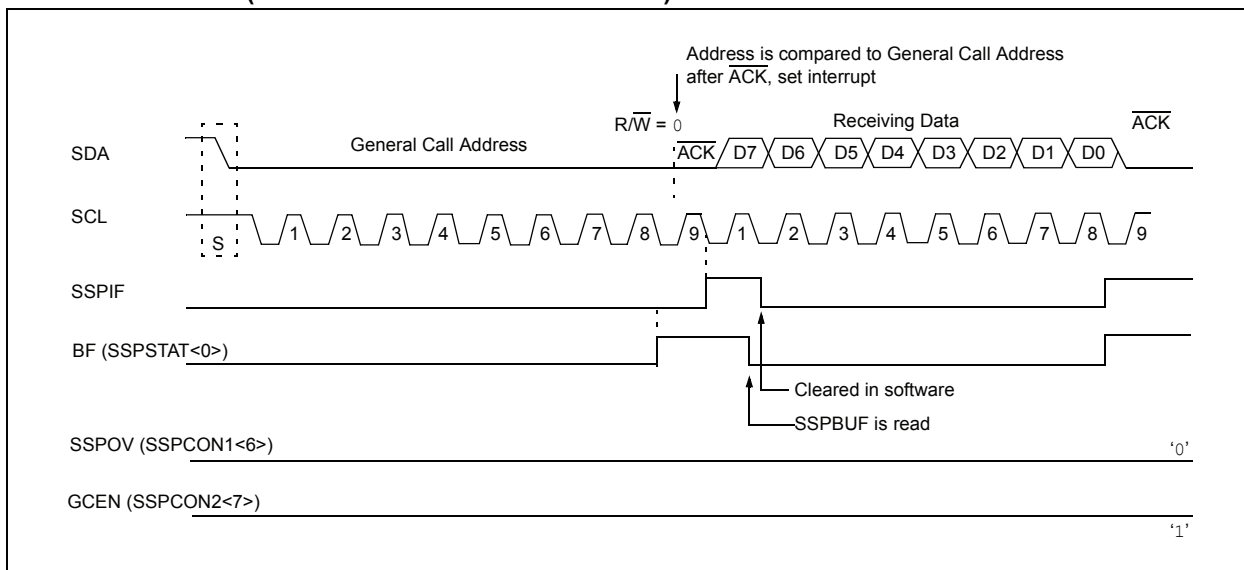 Address is compared to General Call Address
after ACK, set interrupt
R/W = 0
Receiving Data
ACK
SDA
General Call Address
ACK
D7 D6 D5 D4 D3 D2 D1 D0
SCL
S
1 2 3 4 5 6 7 8 9 1 2 3 4 5 6 7 8 9
SSPIF
BF (SSPSTAT<0>)
Cleared in software
SSPBUF is read
SSPOV (SSPCON1<6>)
‘0’
GCEN (SSPCON2<7>)
‘1’